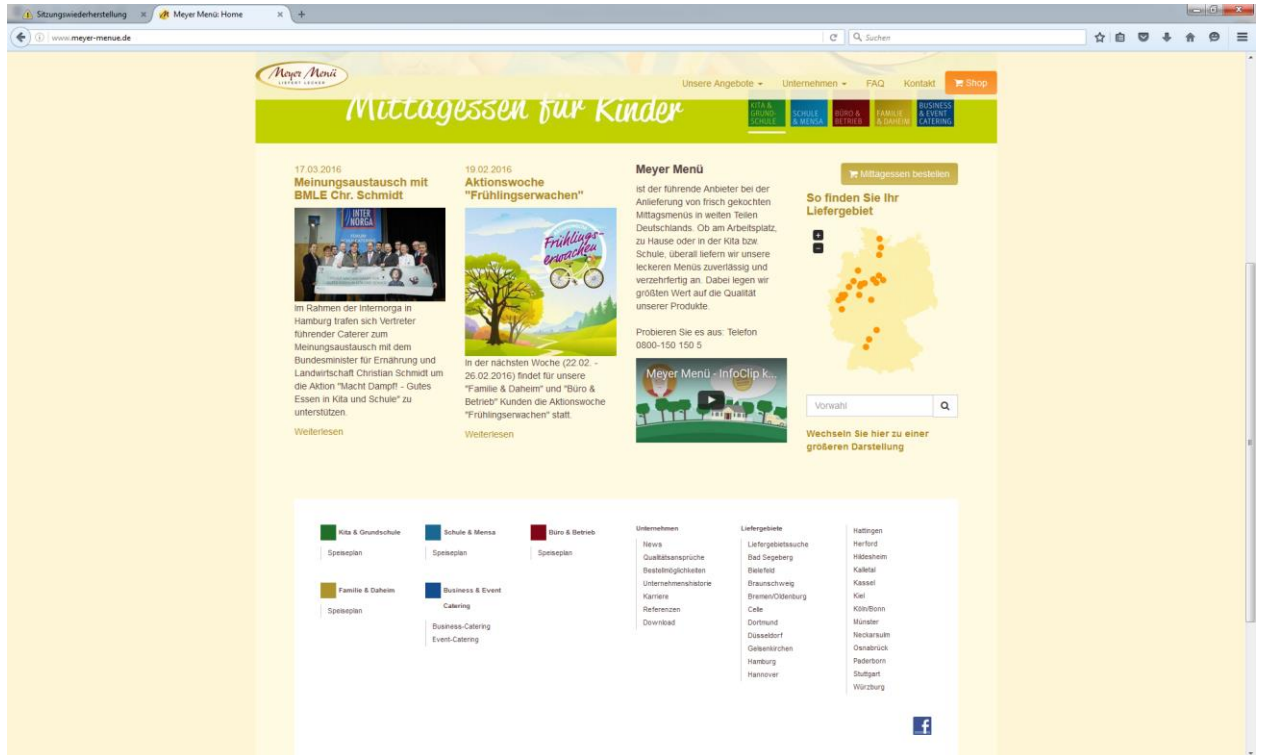 Sitzungswiederherstellung
Meyer Menü: Home
www.meyer-menue.de
Suchen
Meyer Menü
LIEFERT LECKER
Unsere Angebote
Unternehmen
FAQ
Kontakt
Shop
Mittagessen für Kinder
KITA &
GRUND-
SCHULE
SCHULE
& MENSA
BÜRO &
BETRIEB
FAMILIE
& DAHEIM
BUSINESS
& EVENT
CATERING
17.03.2016
Meinungsaustausch mit
BMLE Chr. Schmidt
INTER
NORGA
Im Rahmen der Internorga in
Hamburg trafen sich Vertreter
führender Caterer zum
Meinungsaustausch mit dem
Bundesminister für Ernährung und
Landwirtschaft Christian Schmidt um
die Aktion "Macht Dampf! - Gutes
Essen in Kita und Schule" zu
unterstützen.
Weiterlesen
19.02.2016
Aktionswoche
"Frühlingserwachen"
Frühlings-
erwachen
In der nächsten Woche (22.02. -
26.02.2016) findet für unsere
"Familie & Daheim" und "Büro &
Betrieb" Kunden die Aktionswoche
"Frühlingserwachen" statt.
Weiterlesen
Meyer Menü
ist der führende Anbieter bei der
Anlieferung von frisch gekochten
Mittagsmenüs in weiten Teilen
Deutschlands. Ob am Arbeitsplatz,
zu Hause oder in der Kita bzw.
Schule, überall liefern wir unsere
leckeren Menüs zuverlässig und
verzehrfertig an. Dabei legen wir
größten Wert auf die Qualität
unserer Produkte.
Probieren Sie es aus: Telefon
0800-150 150 5
Meyer Menü - InfoClip k...
Mittagessen bestellen
So finden Sie Ihr
Liefergebiet
+
−
Vorwahl
Wechseln Sie hier zu einer
größeren Darstellung
Kita & Grundschule
Speiseplan
Schule & Mensa
Speiseplan
Büro & Betrieb
Speiseplan
Familie & Daheim
Speiseplan
Business & Event
Catering
Business-Catering
Event-Catering
Unternehmen
News
Qualitätsansprüche
Bestellmöglichkeiten
Unternehmenshistorie
Karriere
Referenzen
Download
Liefergebiete
Liefergebietssuche
Bad Segeberg
Bielefeld
Braunschweig
Bremen/Oldenburg
Celle
Dortmund
Düsseldorf
Gelsenkirchen
Hamburg
Hannover
Hattingen
Herford
Hildesheim
Kalletal
Kassel
Kiel
Köln/Bonn
Münster
Neckarsulm
Osnabrück
Paderborn
Stuttgart
Würzburg
f